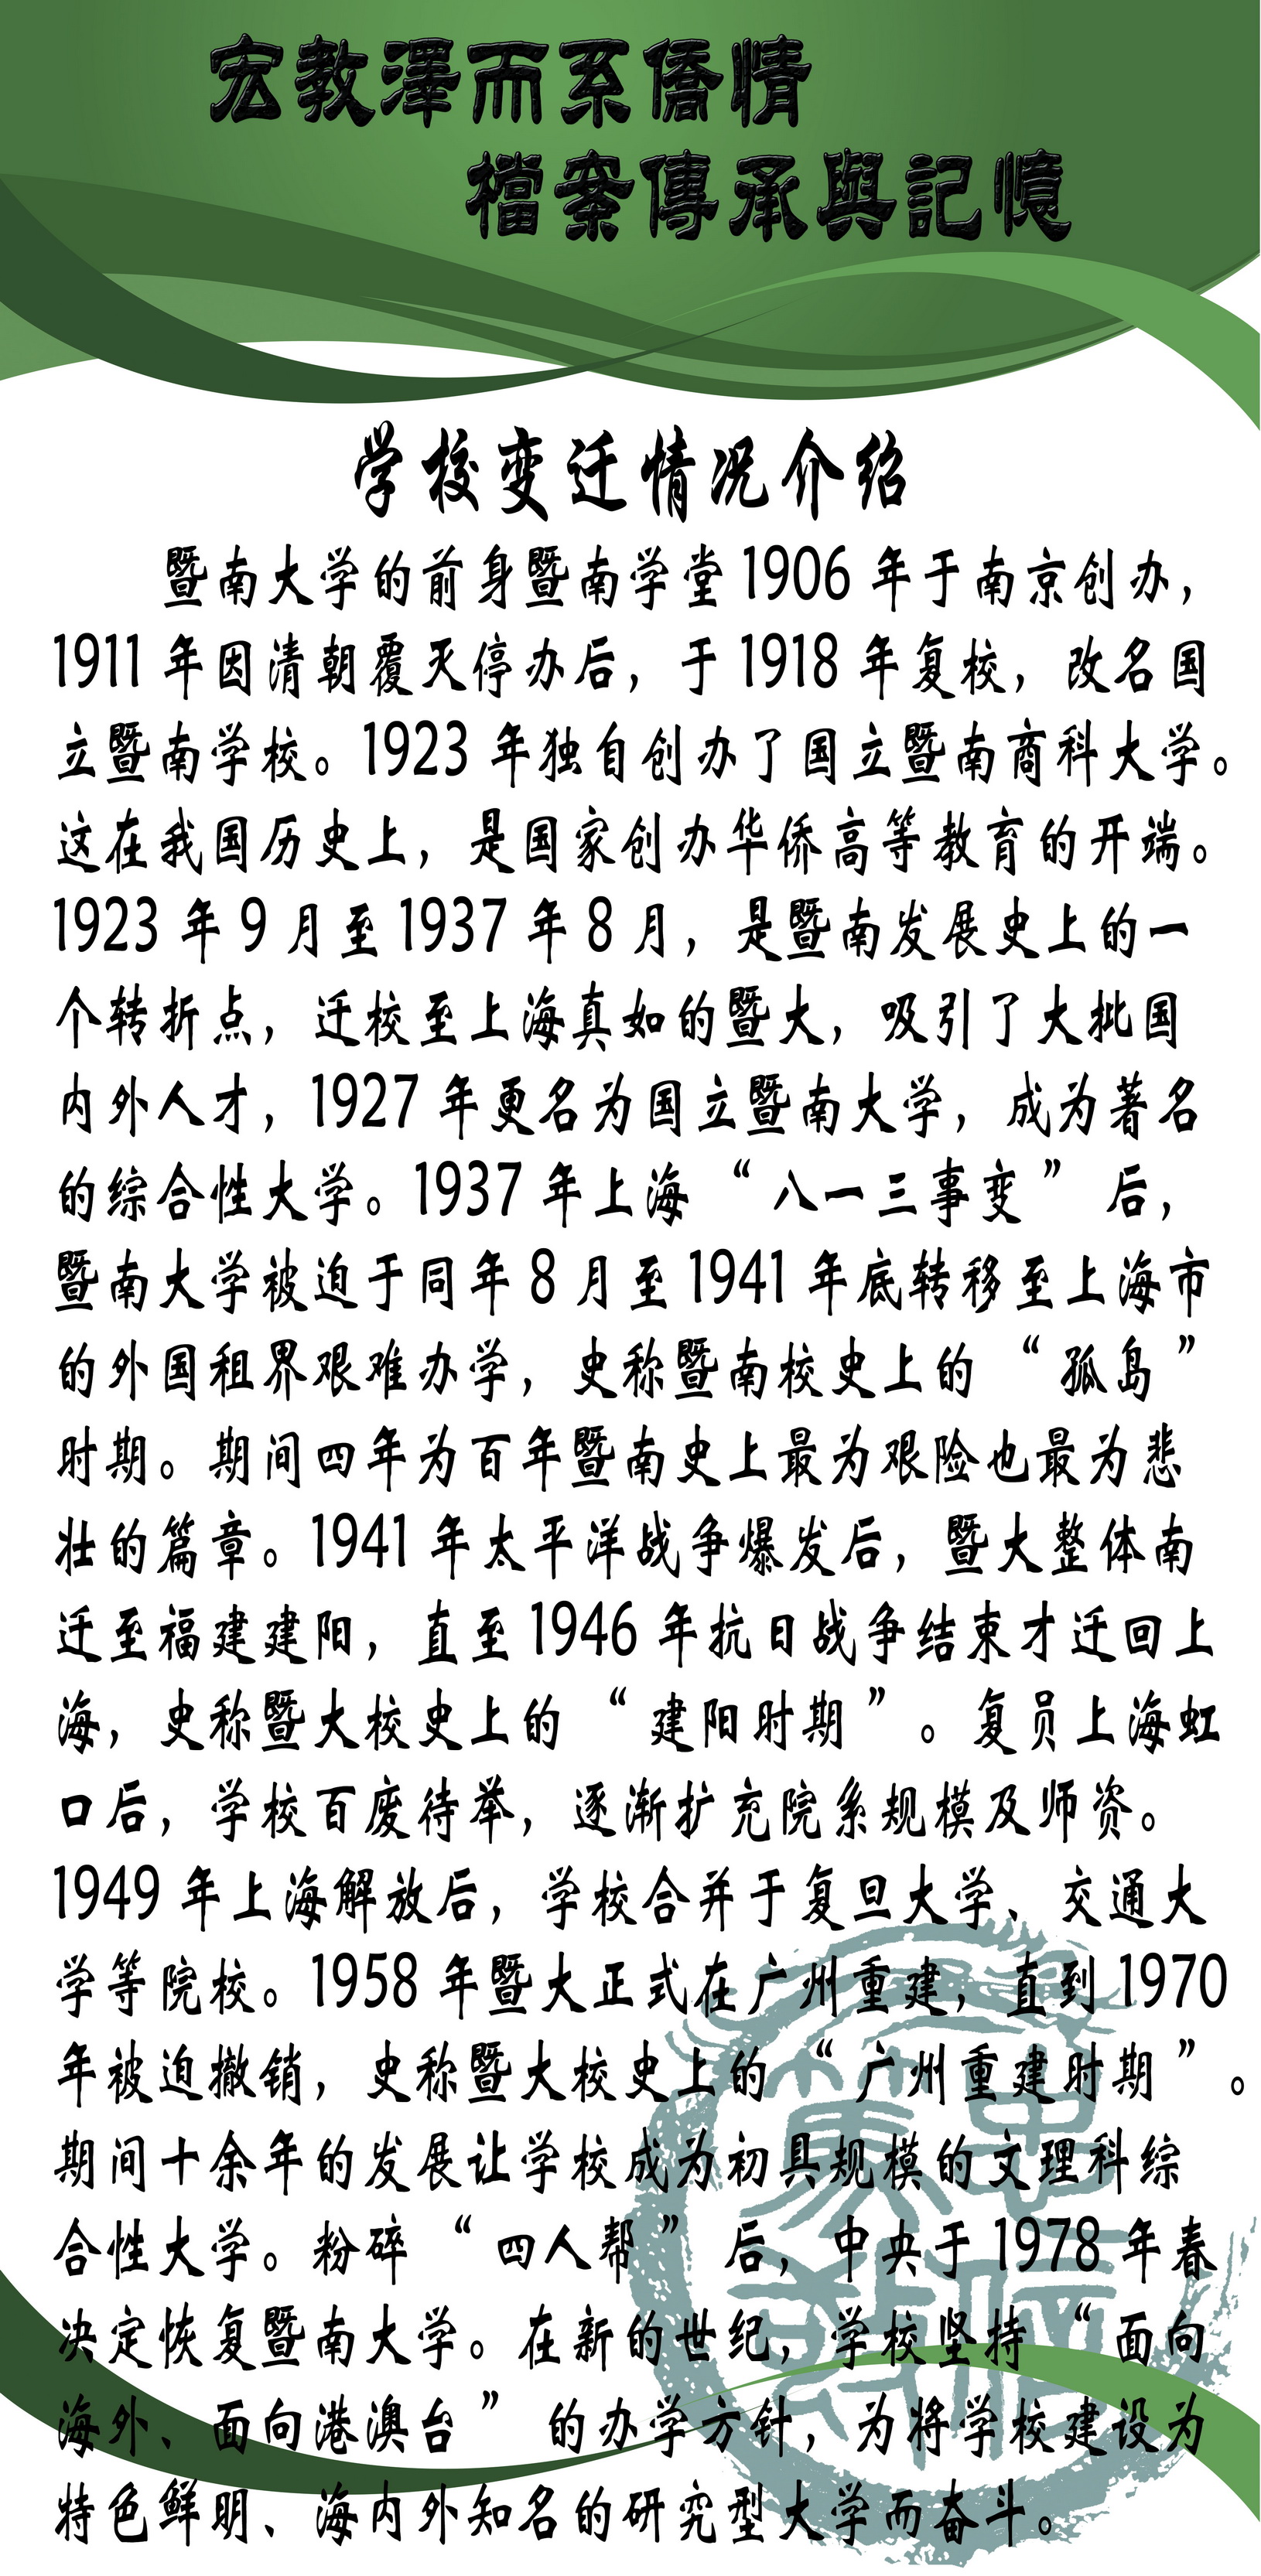 宏教澤而系僑情
檔案傳承與記憶
学校变迁情况介绍
暨南大学的前身暨南学堂1906年于南京创办，
1911年因清朝覆灭停办后，于1918年复校，改名国
立暨南学校。1923年独自创办了国立暨南商科大学。
这在我国历史上，是国家创办华侨高等教育的开端。
1923年9月至1937年8月，是暨南发展史上的一
个转折点，迁校至上海真如的暨大，吸引了大批国
内外人才，1927年更名为国立暨南大学，成为著名
的综合性大学。1937年上海“八一三事变”后，
暨南大学被迫于同年8月至1941年底转移至上海市
的外国租界艰难办学，史称暨南校史上的“孤岛”
时期。期间四年为百年暨南史上最为艰险也最为悲
壮的篇章。1941年太平洋战争爆发后，暨大整体南
迁至福建建阳，直至1946年抗日战争结束才迁回上
海，史称暨大校史上的“建阳时期”。复员上海虹
口后，学校百废待举，逐渐扩充院系规模及师资。
1949年上海解放后，学校合并于复旦大学、交通大
学等院校。1958年暨大正式在广州重建，直到1970
年被迫撤销，史称暨大校史上的“广州重建时期”。
期间十余年的发展让学校成为初具规模的文理科综
合性大学。粉碎“四人帮”后，中央于1978年春
决定恢复暨南大学。在新的世纪，学校坚持“面向
海外、面向港澳台”的办学方针，为将学校建设为
特色鲜明、海内外知名的研究型大学而奋斗。